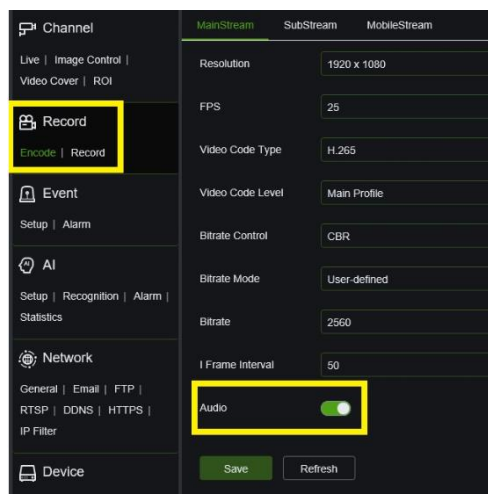 Channel
Live | Image Control |
Video Cover | ROI
Record
Encode | Record
Event
Setup | Alarm
AI
Setup | Recognition | Alarm |
Statistics
Network
General | Email | FTP |
RTSP | DDNS | HTTPS |
IP Filter
Device
MainStream SubStream MobileStream
Resolution 1920 x 1080
FPS 25
Video Code Type H.265
Video Code Level Main Profile
Bitrate Control CBR
Bitrate Mode User-defined
Bitrate 2560
I Frame Interval 50
Audio
Save Refresh